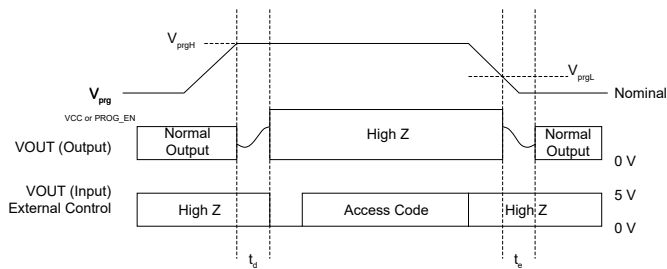 VprgH
VprgL
Vprg
Nominal
VCC or PROG_EN
VOUT (Output)
Normal
Output
High Z
Normal
Output
0 V
VOUT (Input)
External Control
High Z
Access Code
High Z
5 V
0 V
td
te